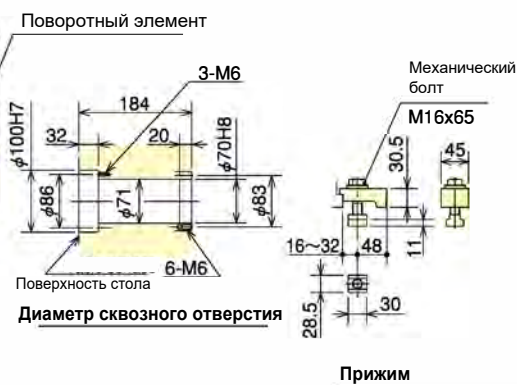 Поворотный элемент
3-M6
184
32
20
ϕ100H7
ϕ86
ϕ71
ϕ70H8
ϕ83
6-M6
Поверхность стола
Диаметр сквозного отверстия
Механический
болт
M16x65
45
30.5
16~32
48
11
28.5
30
Прижим